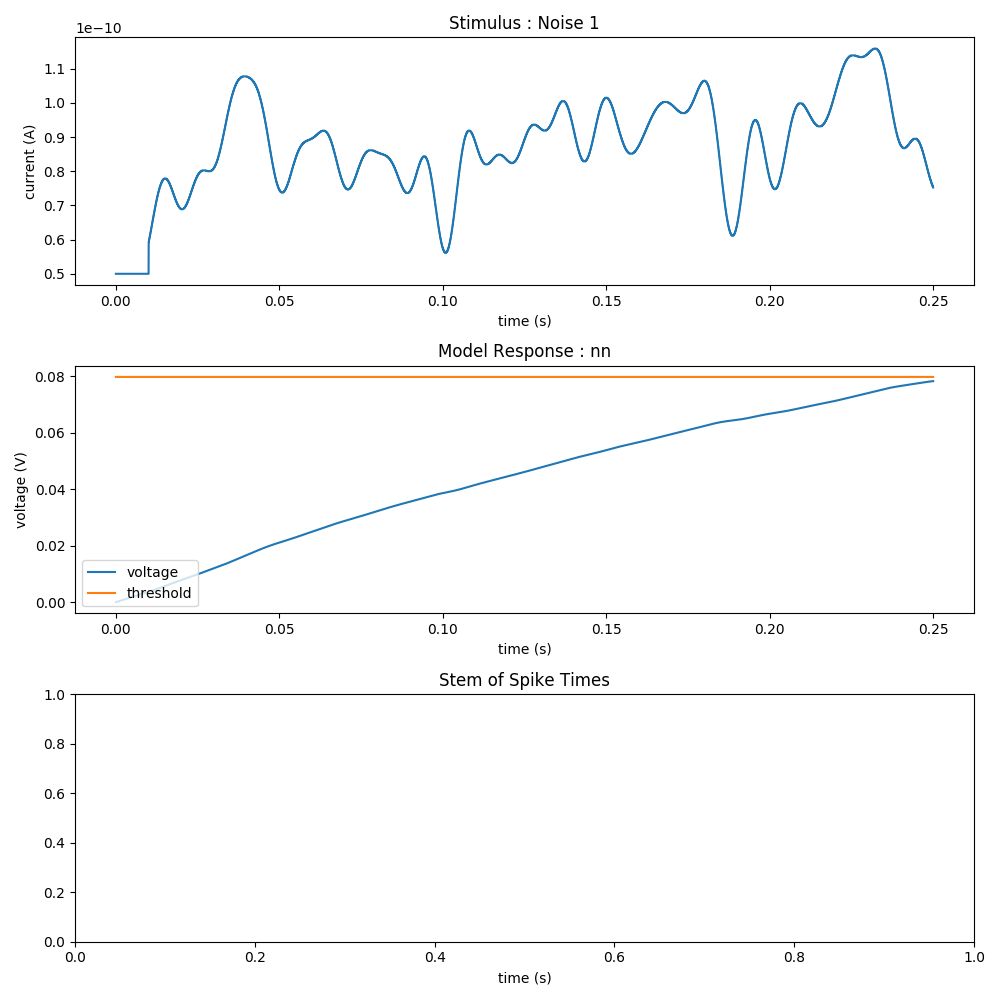 Stimulus : Noise 1
1e−10
current (A)
1.1
1.0
0.9
0.8
0.7
0.6
0.5
0.00 0.05 0.10 0.15 0.20 0.25
time (s)
Model Response : nn
voltage (V)
0.08
0.06
0.04
0.02
0.00
voltage
threshold
0.00 0.05 0.10 0.15 0.20 0.25
time (s)
Stem of Spike Times
1.0
0.8
0.6
0.4
0.2
0.0
0.0 0.2 0.4 0.6 0.8 1.0
time (s)